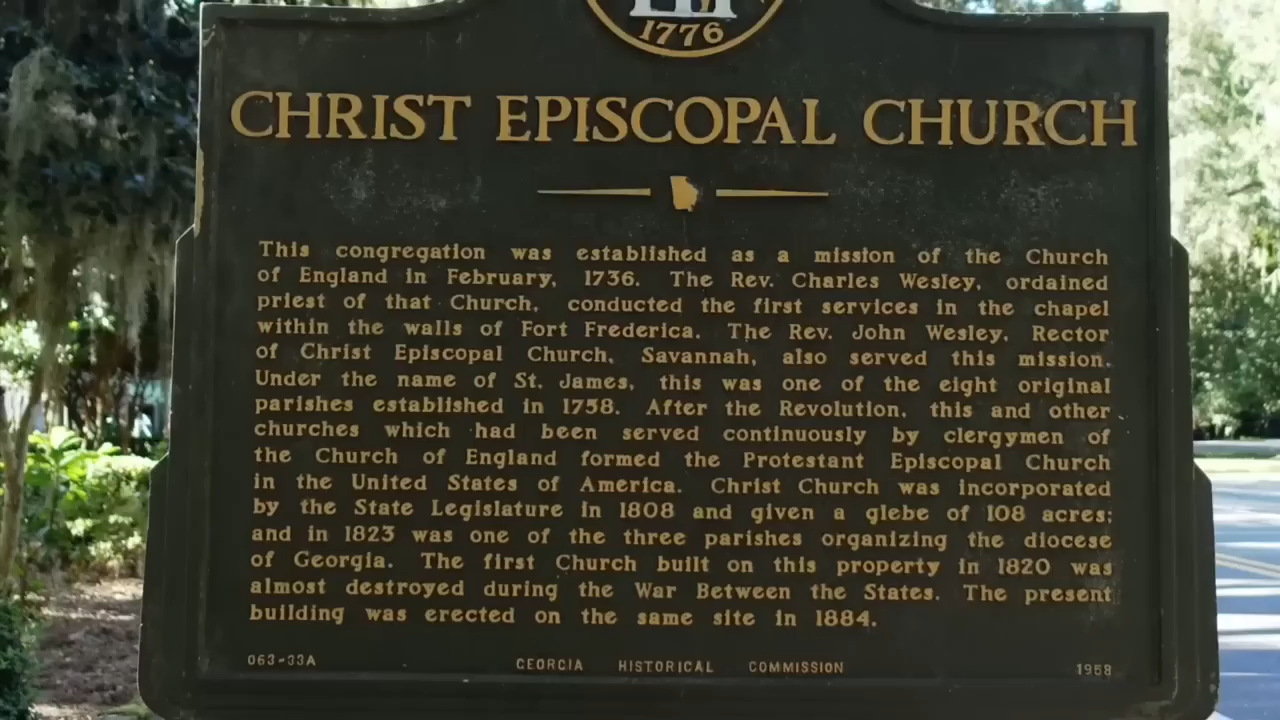 1776
CHRIST EPISCOPAL CHURCH
This congregation was established as a mission of the Church
of England in February, 1736. The Rev. Charles Wesley, ordained
priest of that Church, conducted the first services in the chapel
within the walls of Fort Frederica. The Rev. John Wesley, Rector
of Christ Episcopal Church, Savannah, also served this mission.
Under the name of St. James, this was one of the eight original
parishes established in 1758. After the Revolution, this and other
churches which had been served continuously by clergymen of
the Church of England formed the Protestant Episcopal Church
in the United States of America. Christ Church was incorporated
by the State Legislature in 1808 and given a glebe of 108 acres;
and in 1823 was one of the three parishes organizing the diocese
of Georgia. The first Church built on this property in 1820 was
almost destroyed during the War Between the States. The present
building was erected on the same site in 1884.
063-33A GEORGIA HISTORICAL COMMISSION 1958